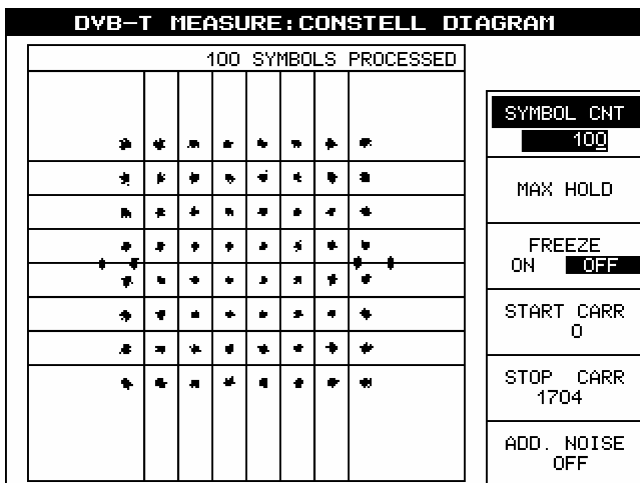 DVB-T MEASURE:CONSTELL DIAGRAM
100 SYMBOLS PROCESSED
SYMBOL CNT
100
MAX HOLD
FREEZE
ON OFF
START CARR
0
STOP CARR
1704
ADD. NOISE
OFF